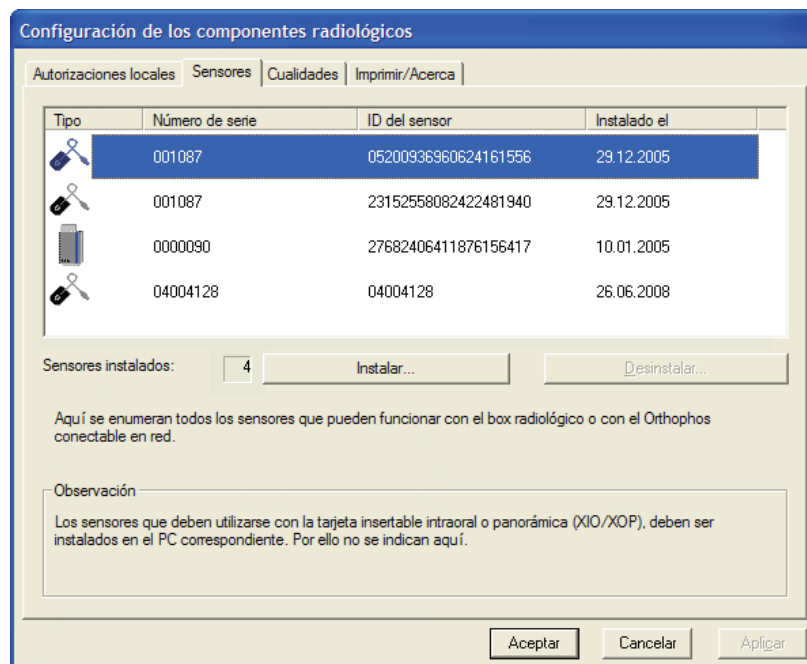 Configuración de los componentes radiológicos
Autorizaciones locales Sensores Cualidades Imprimir/Acerca
Tipo Número de serie ID del sensor Instalado el
001087 05200936960624161556 29.12.2005
001087 23152558082422481940 29.12.2005
0000090 27682406411876156417 10.01.2005
04004128 04004128 26.06.2008
Sensores instalados: 4 Instalar... Desinstalar...
Aquí se enumeran todos los sensores que pueden funcionar con el box radiológico o con el Orthophos
conectable en red.
Observación
Los sensores que deben utilizarse con la tarjeta insertable intraoral o panorámica (XIO/XOP), deben ser
instalados en el PC correspondiente. Por ello no se indican aquí.
Aceptar Cancelar Aplicar